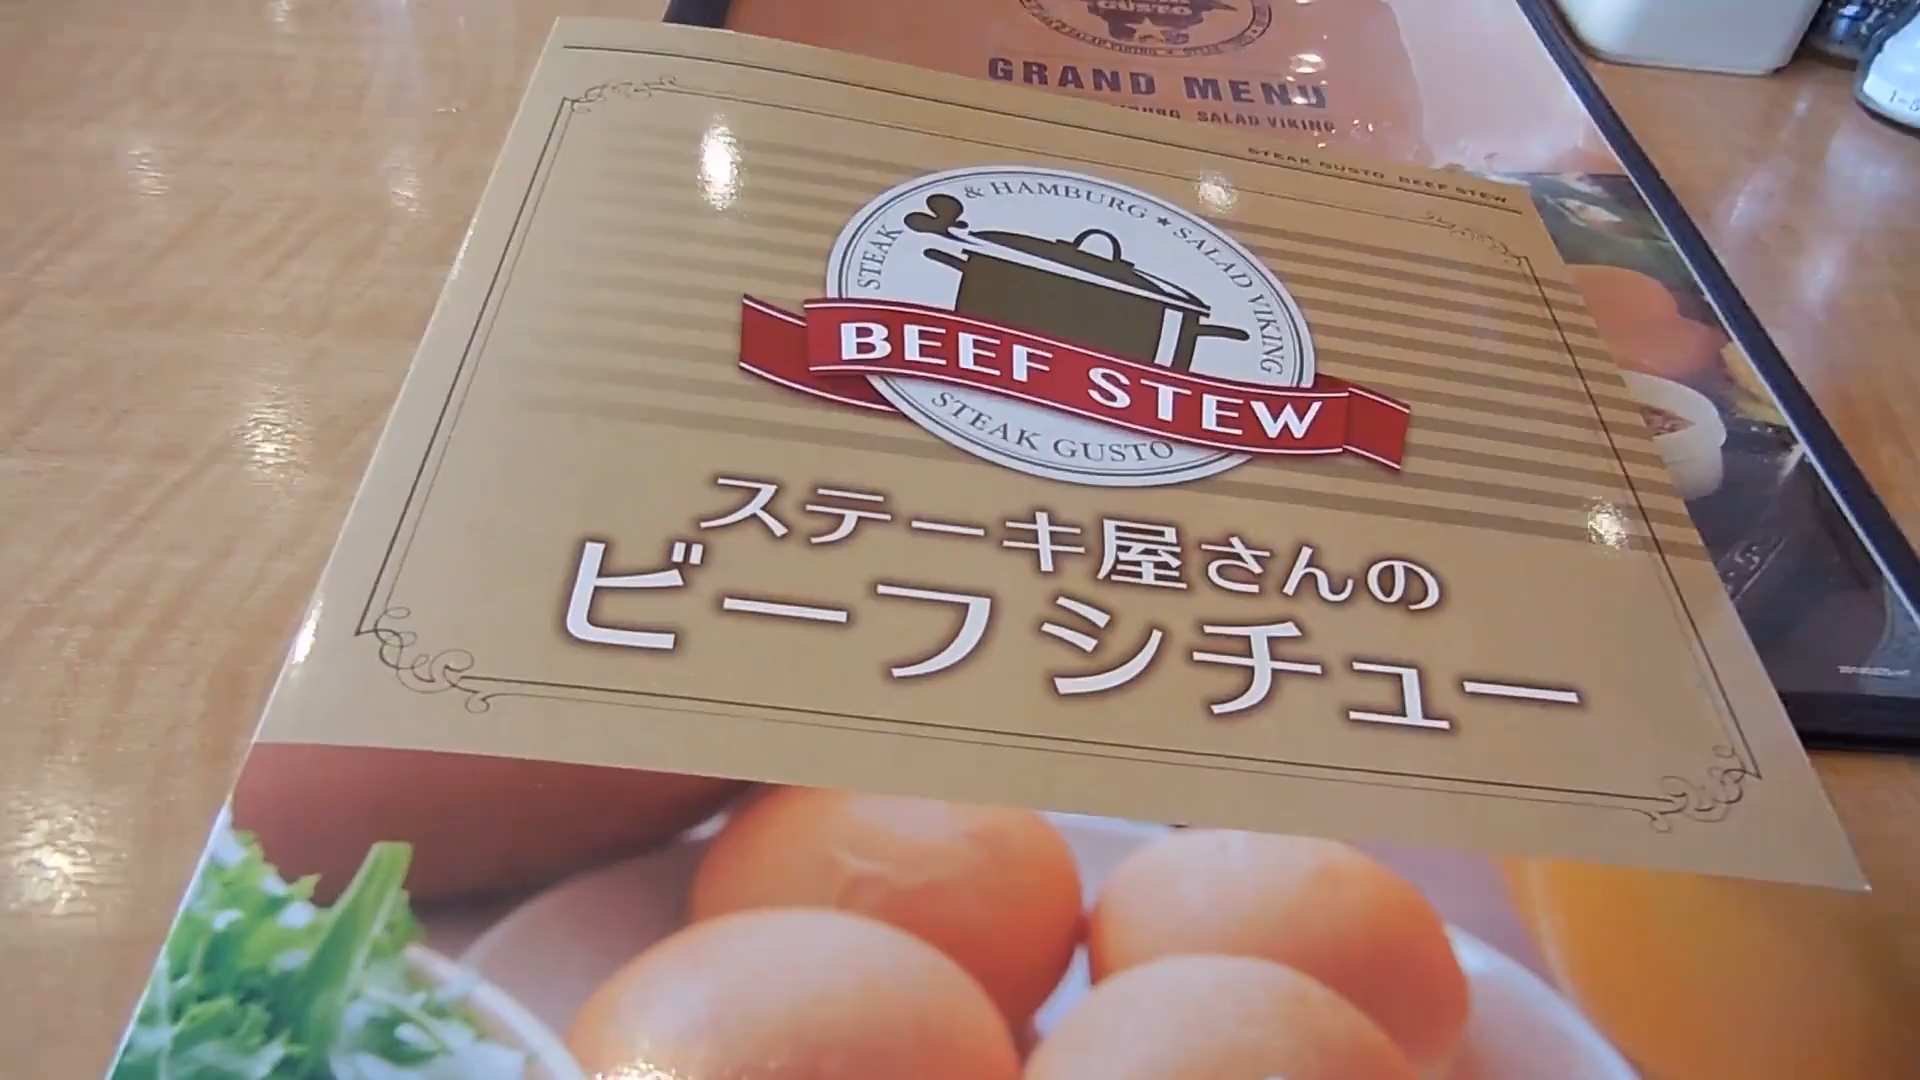 GUSTO
GRAND MENU
SALAD VIKING
STEAK GUSTO BEEF STEW
STEAK & HAMBURG ★ SALAD VIKING
BEEF STEW
STEAK GUSTO
ステーキ屋さんの
ビーフシチュー